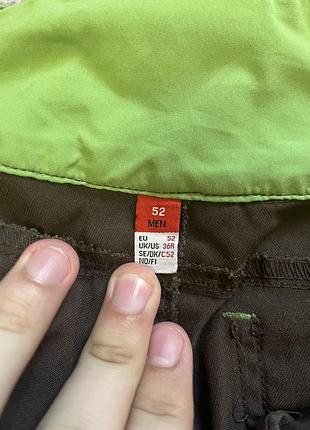 52
MEN
EU 52
UK/US 36R
SE/DK/ C52
NO/FI